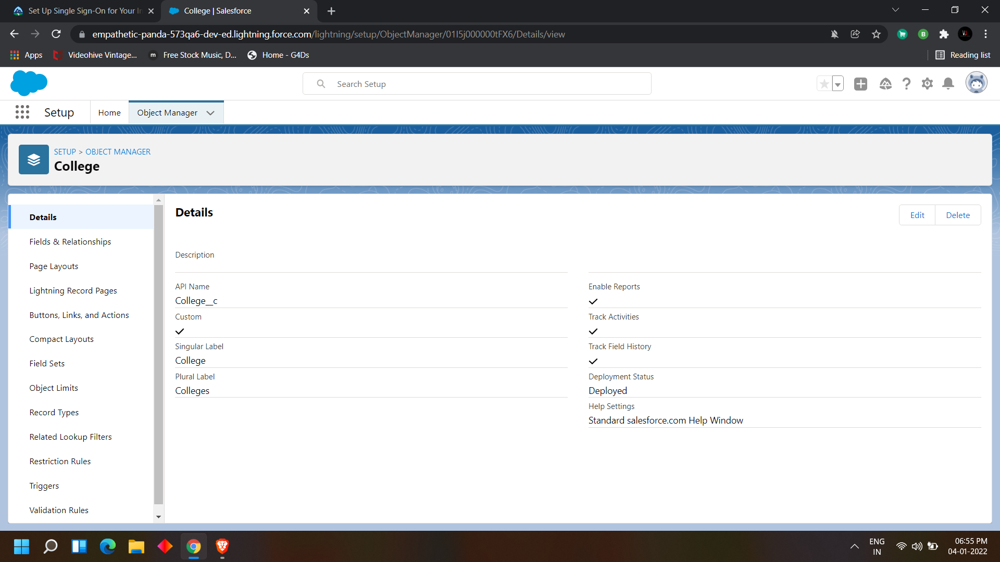 Set Up Single Sign-On for Your In
College | Salesforce
empathetic-panda-573qa6-dev-ed.lightning.force.com/lightning/setup/ObjectManager/01I5j000000tFX6/Details/view
Apps
Videohive Vintage...
m
Free Stock Music, D...
Home - G4Ds
Reading list
Search Setup
Setup
Home
Object Manager
SETUP > OBJECT MANAGER
College
Details
Fields & Relationships
Page Layouts
Lightning Record Pages
Buttons, Links, and Actions
Compact Layouts
Field Sets
Object Limits
Record Types
Related Lookup Filters
Restriction Rules
Triggers
Validation Rules
Details
Edit
Delete
Description
API Name
College__c
Custom
Singular Label
College
Plural Label
Colleges
Enable Reports
Track Activities
Track Field History
Deployment Status
Deployed
Help Settings
Standard salesforce.com Help Window
ENG
IN
06:55 PM
04-01-2022